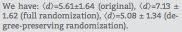 We have: ⟨d⟩=5.61±1.64 (original), ⟨d⟩=7.13 ±
1.62 (full randomization), ⟨d⟩=5.08 ± 1.34 (de-
gree-preserving randomization).